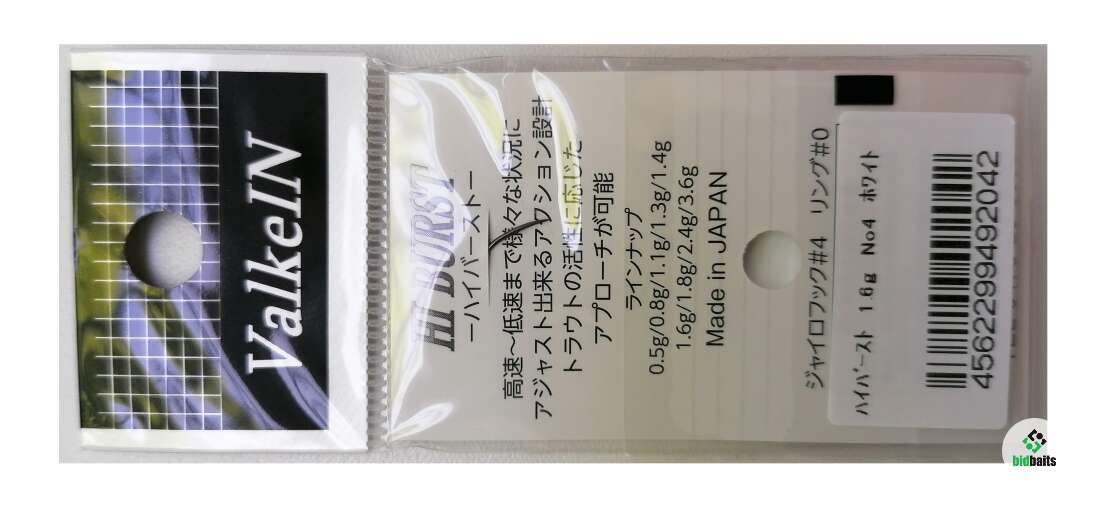 ValkeIN
HI BURST
ーハイバーストー
高速～低速まで様々な状況に
アジャスト出来るアクション設計
トラウトの活性に応じた
アプローチが可能
ラインナップ
0.5g/0.8g/1.1g/1.3g/1.4g
1.6g/1.8g/2.4g/3.6g
Made in JAPAN
ジャイロフック#4 リング#0
ハイバースト 1.6g No4 ホワイト
4562299492042
bidbaits